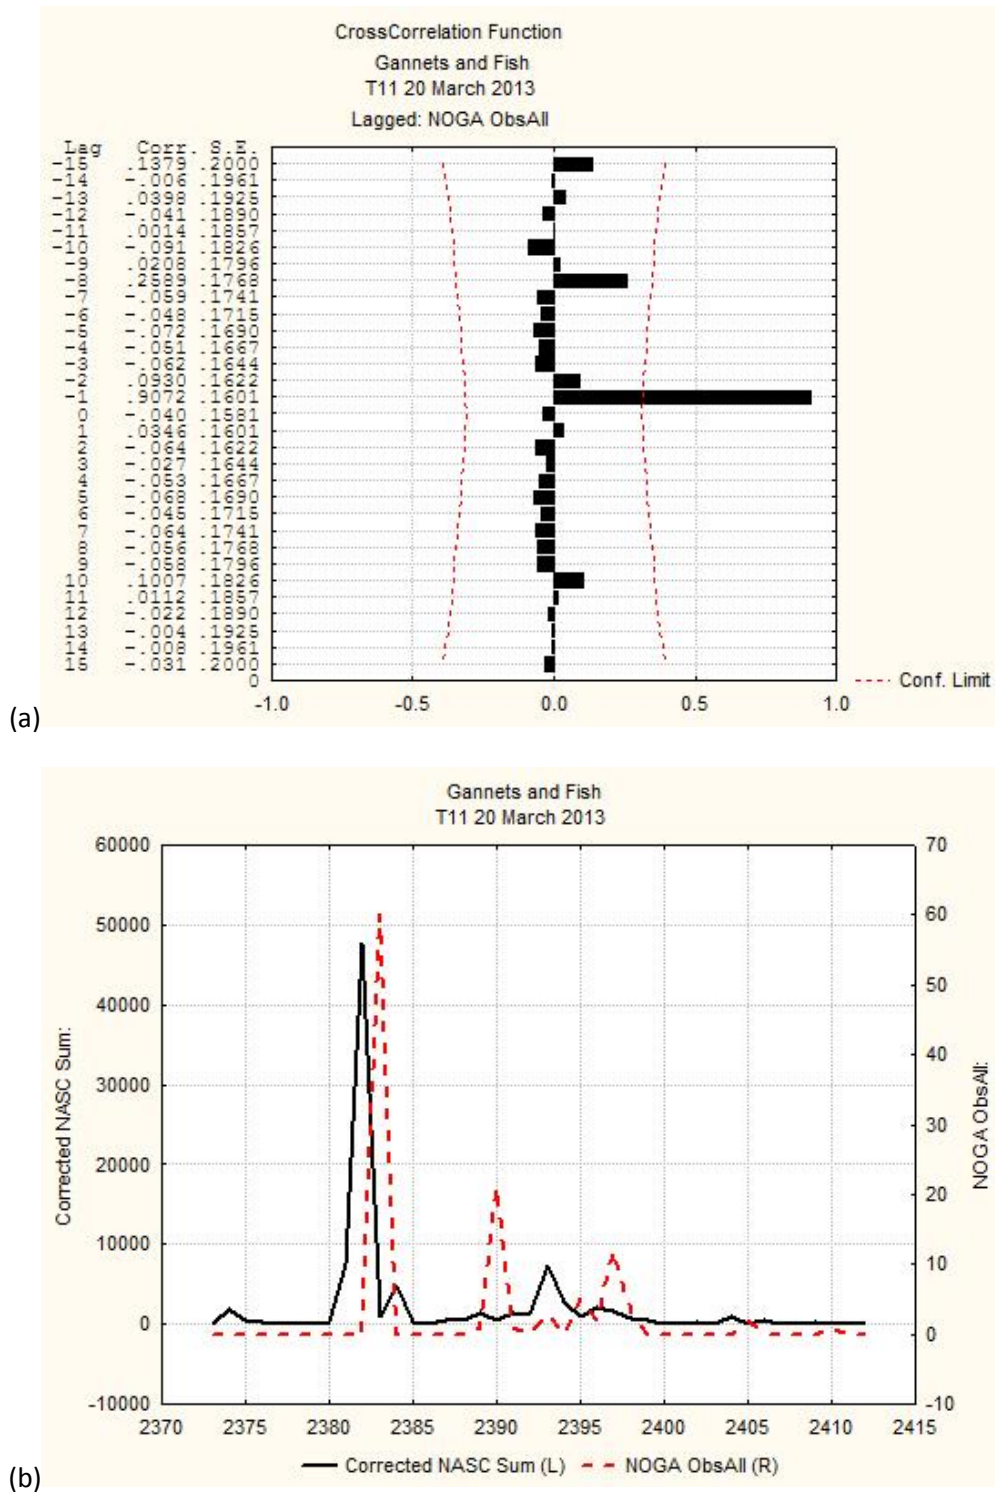 CrossCorrelation Function
Gannets and Fish
T11 20 March 2013
Lagged: NOGA ObsAll
Lag Corr. S.E.
-15 .1379 .2000
-14 -.006 .1961
-13 .0398 .1925
-12 -.041 .1890
-11 .0014 .1857
-10 -.091 .1826
-9 .0208 .1796
-8 .2589 .1768
-7 -.059 .1741
-6 -.048 .1715
-5 -.072 .1690
-4 -.051 .1667
-3 -.062 .1644
-2 .0930 .1622
-1 .9072 .1601
0 -.040 .1581
1 .0346 .1601
2 -.064 .1622
3 -.027 .1644
4 -.053 .1667
5 -.068 .1690
6 -.045 .1715
7 -.064 .1741
8 -.056 .1768
9 -.058 .1796
10 .1007 .1826
11 .0112 .1857
12 -.022 .1890
13 -.004 .1925
14 -.008 .1961
15 -.031 .2000
0
-1.0 -0.5 0.0 0.5 1.0
Conf. Limit
(a)
Gannets and Fish
T11 20 March 2013
60000 70
50000 60
40000 50
30000 40
20000 30
10000 20
0 10
-10000 0
-10
Corrected NASC Sum:
NOGA ObsAll:
2370 2375 2380 2385 2390 2395 2400 2405 2410 2415
Corrected NASC Sum (L) NOGA ObsAll (R)
(b)